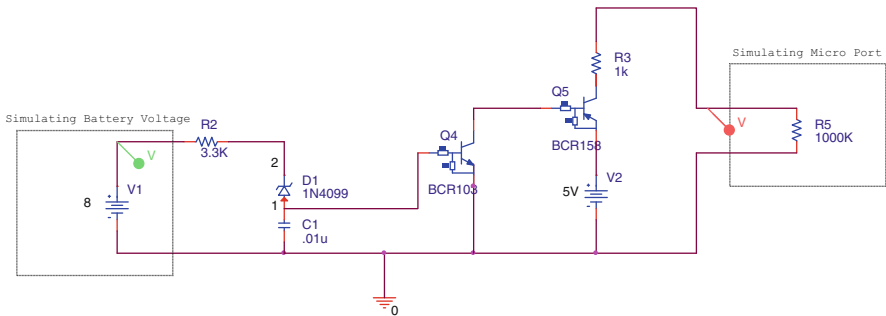 Simulating Battery Voltage
R2
3.3K
V
8
V1
2
D1
1N4099
1
C1
.01u
0
Q4
BCR103
Q5
BCR158
R3
1k
5V
V2
Simulating Micro Port
V
R5
1000K